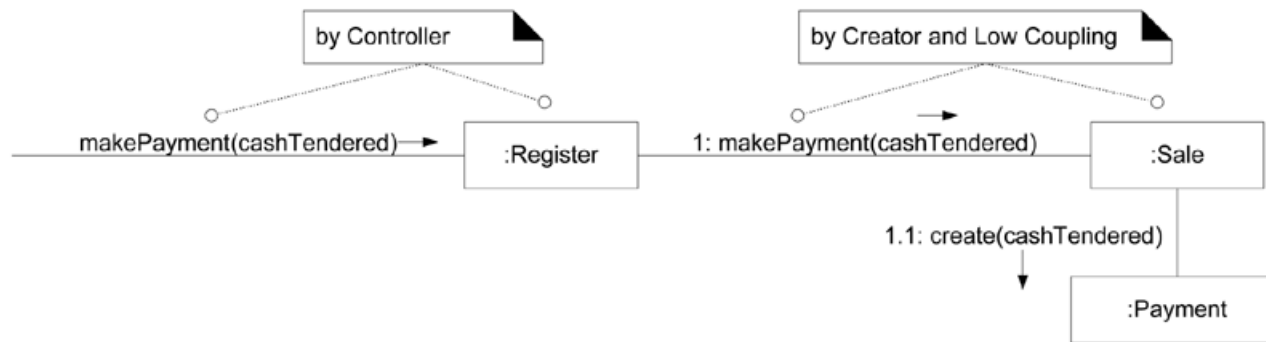 by Controller
by Creator and Low Coupling
makePayment(cashTendered)
:Register
1: makePayment(cashTendered)
:Sale
1.1: create(cashTendered)
:Payment